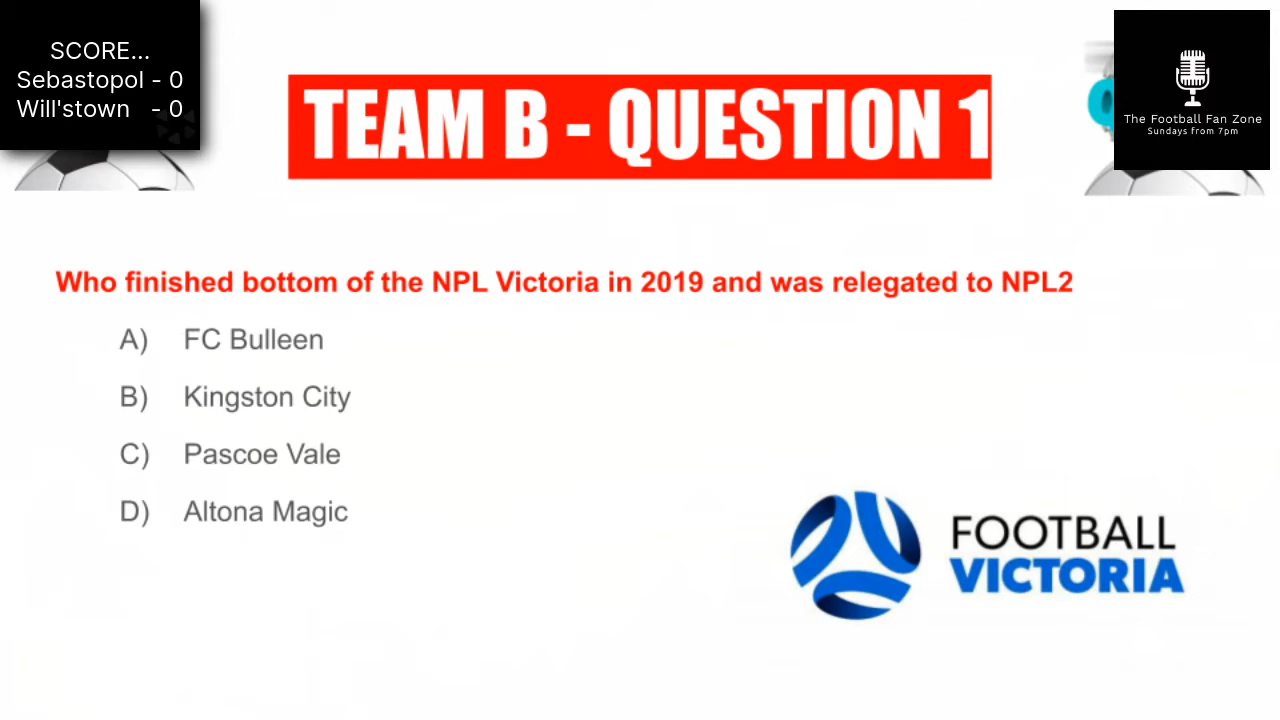 SCORE...
Sebastopol - 0
Will'stown - 0
TEAM B - QUESTION 1
The Football Fan Zone
Sundays from 7pm
Who finished bottom of the NPL Victoria in 2019 and was relegated to NPL2
A) FC Bulleen
B) Kingston City
C) Pascoe Vale
D) Altona Magic
FOOTBALL
VICTORIA